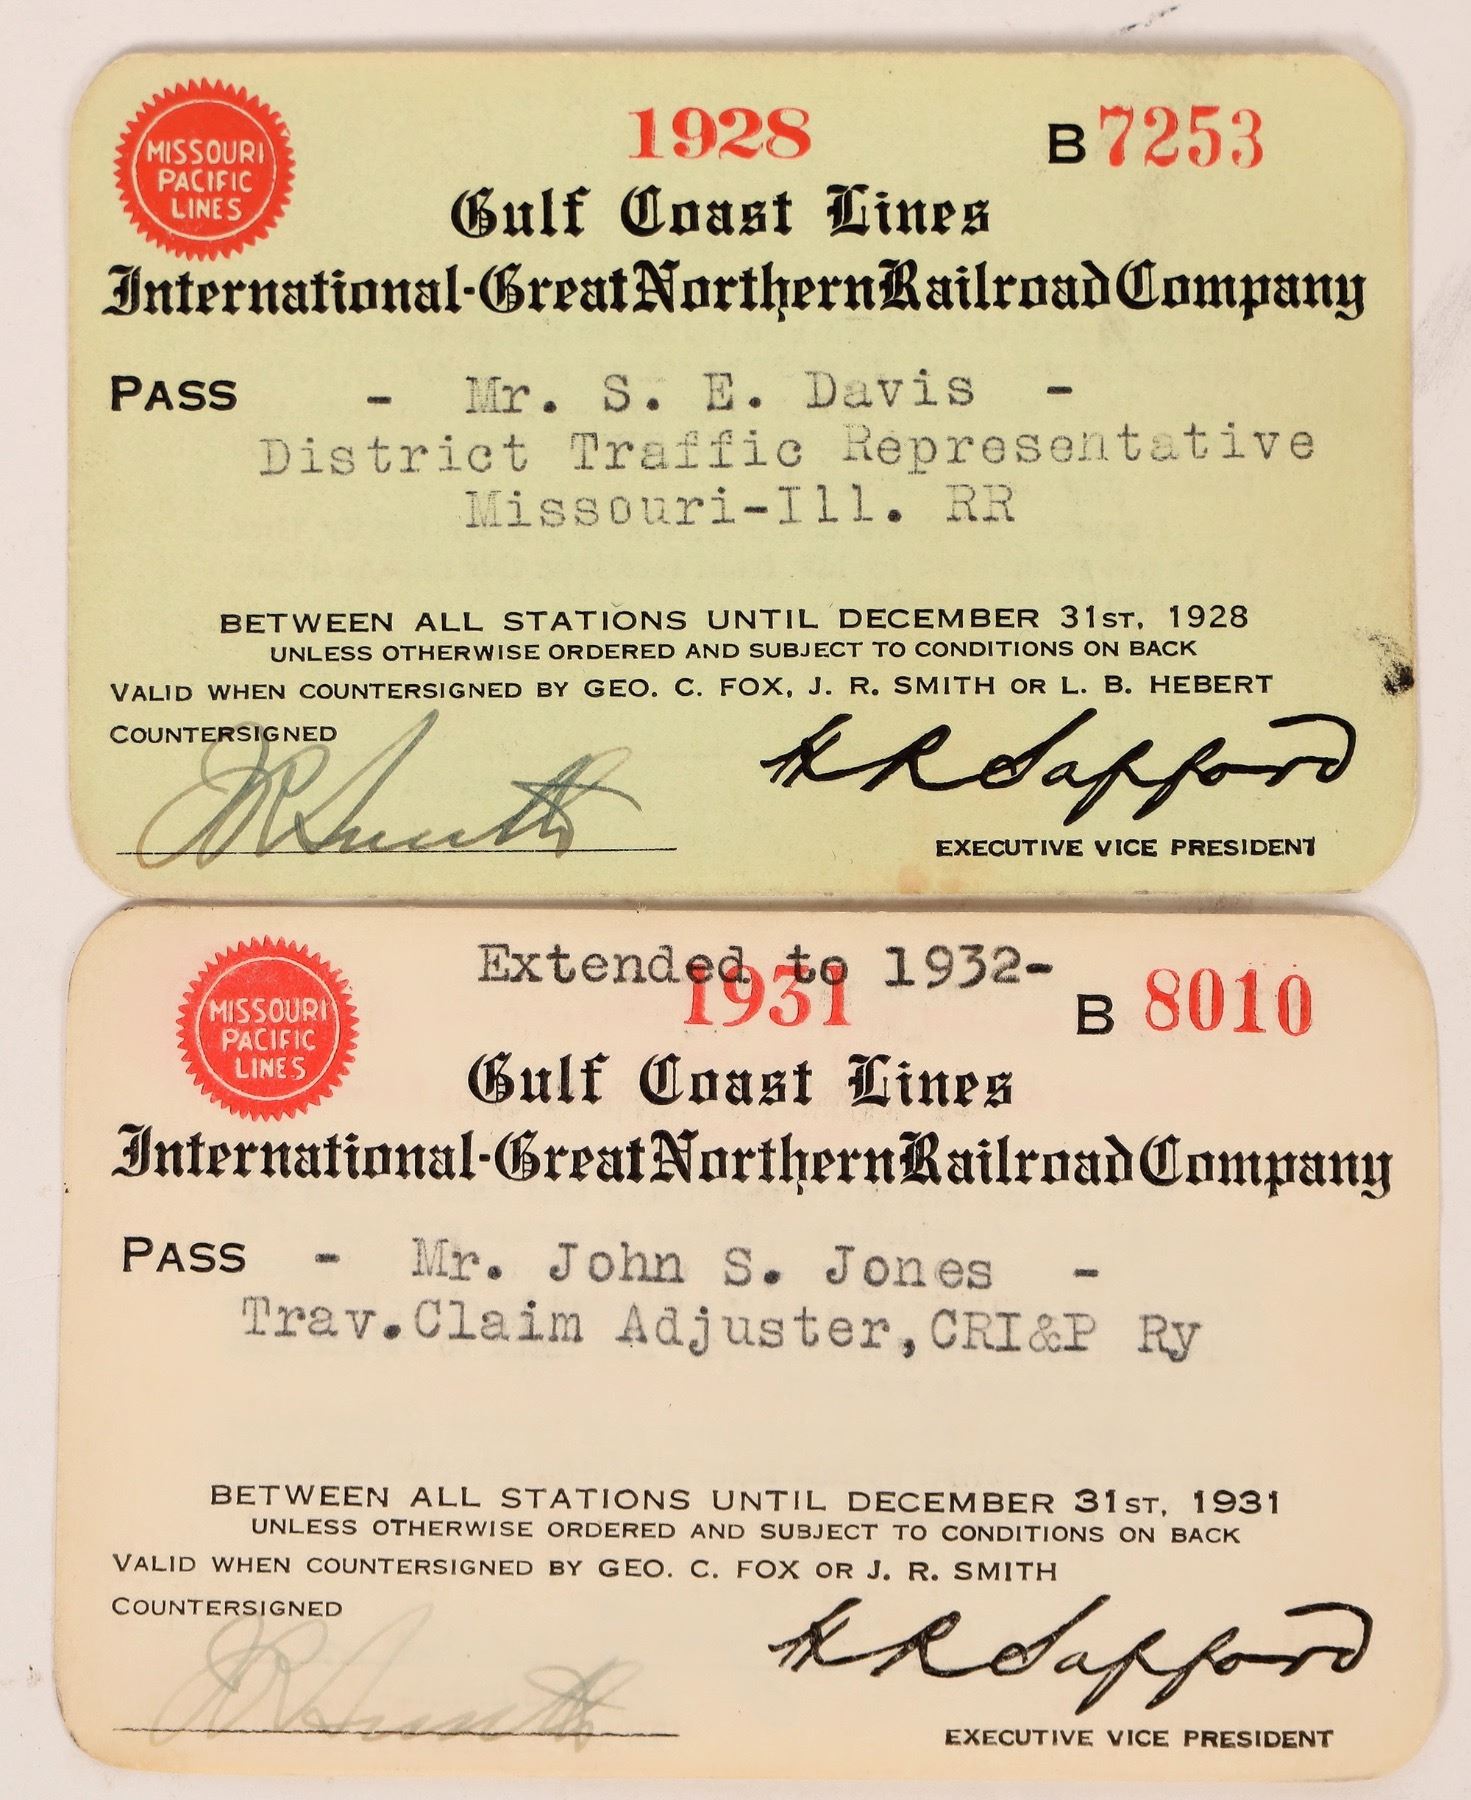 MISSOURI
PACIFIC
LINES
1928
B 7253
Gulf Coast Lines
International-Great Northern Railroad Company
PASS - Mr. S. E. Davis -
District Traffic Representative
Missouri-Ill. RR
BETWEEN ALL STATIONS UNTIL DECEMBER 31ST, 1928
UNLESS OTHERWISE ORDERED AND SUBJECT TO CONDITIONS ON BACK
VALID WHEN COUNTERSIGNED BY GEO. C. FOX, J. R. SMITH OR L. B. HEBERT
COUNTERSIGNED
J R Smith
H R Safford
EXECUTIVE VICE PRESIDENT
MISSOURI
PACIFIC
LINES
Extended to 1932-
1931
B 8010
Gulf Coast Lines
International-Great Northern Railroad Company
PASS - Mr. John S. Jones -
Trav.Claim Adjuster,CRI&P Ry
BETWEEN ALL STATIONS UNTIL DECEMBER 31ST, 1931
UNLESS OTHERWISE ORDERED AND SUBJECT TO CONDITIONS ON BACK
VALID WHEN COUNTERSIGNED BY GEO. C. FOX OR J. R. SMITH
COUNTERSIGNED
J R Smith
H R Safford
EXECUTIVE VICE PRESIDENT